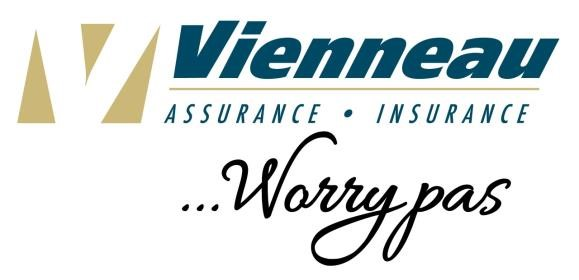 Vienneau
ASSURANCE • INSURANCE
...Worry pas